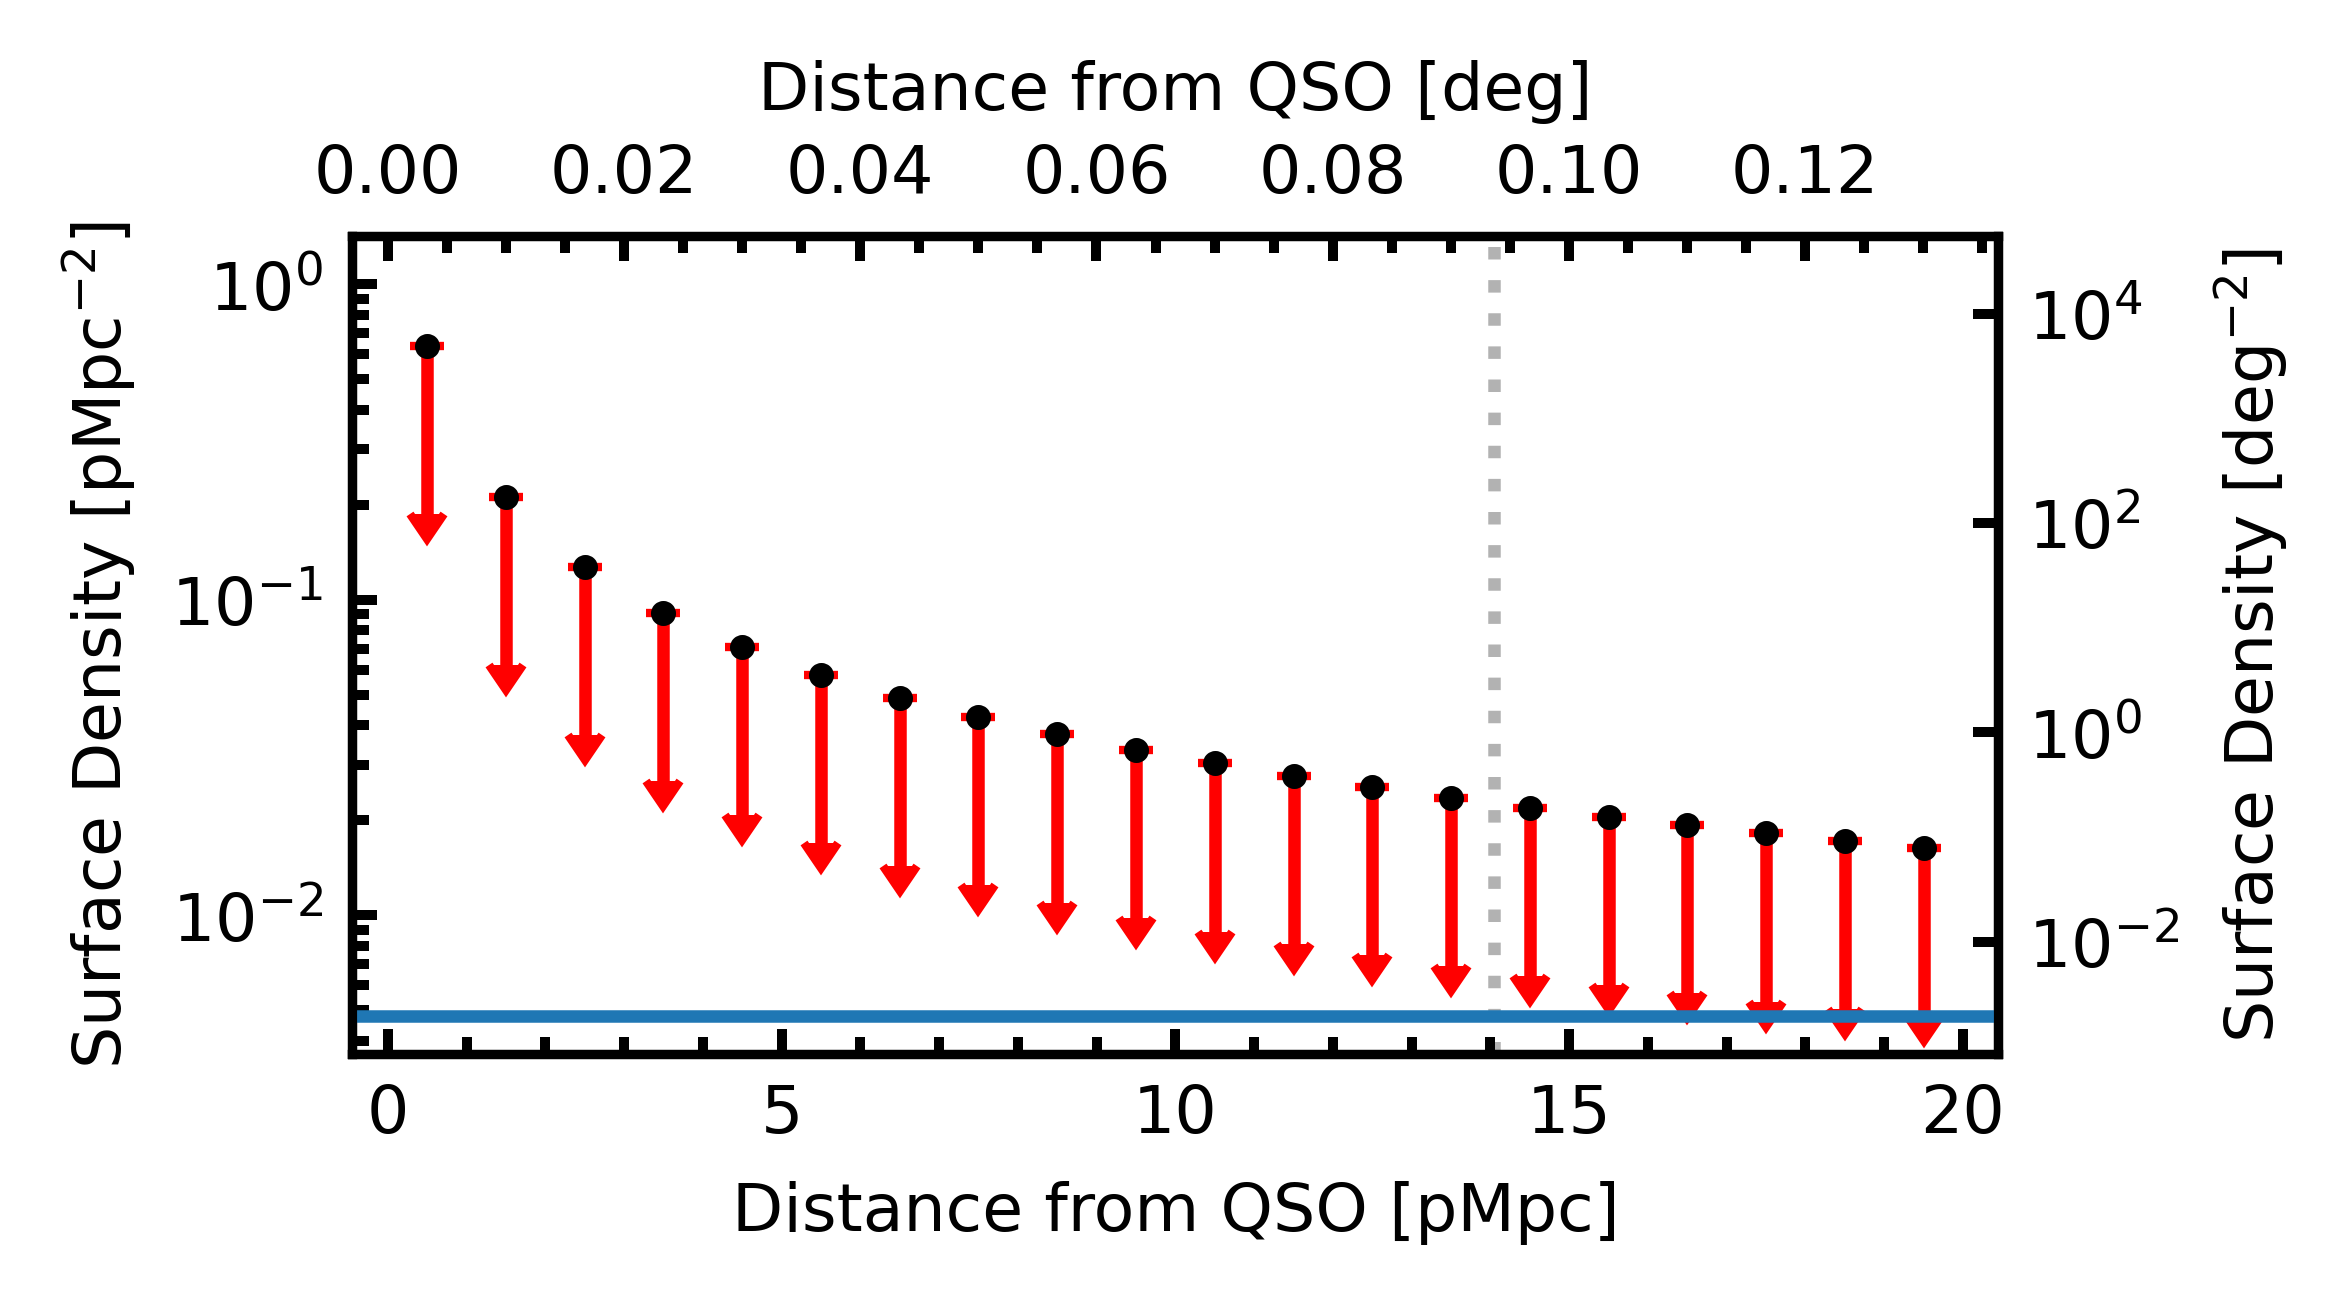 Distance from QSO [deg]
0.00 0.02 0.04 0.06 0.08 0.10 0.12
Surface Density [pMpc⁻²]
10⁰
10⁻¹
10⁻²
10⁴
10²
10⁰
10⁻²
Surface Density [deg⁻²]
0 5 10 15 20
Distance from QSO [pMpc]